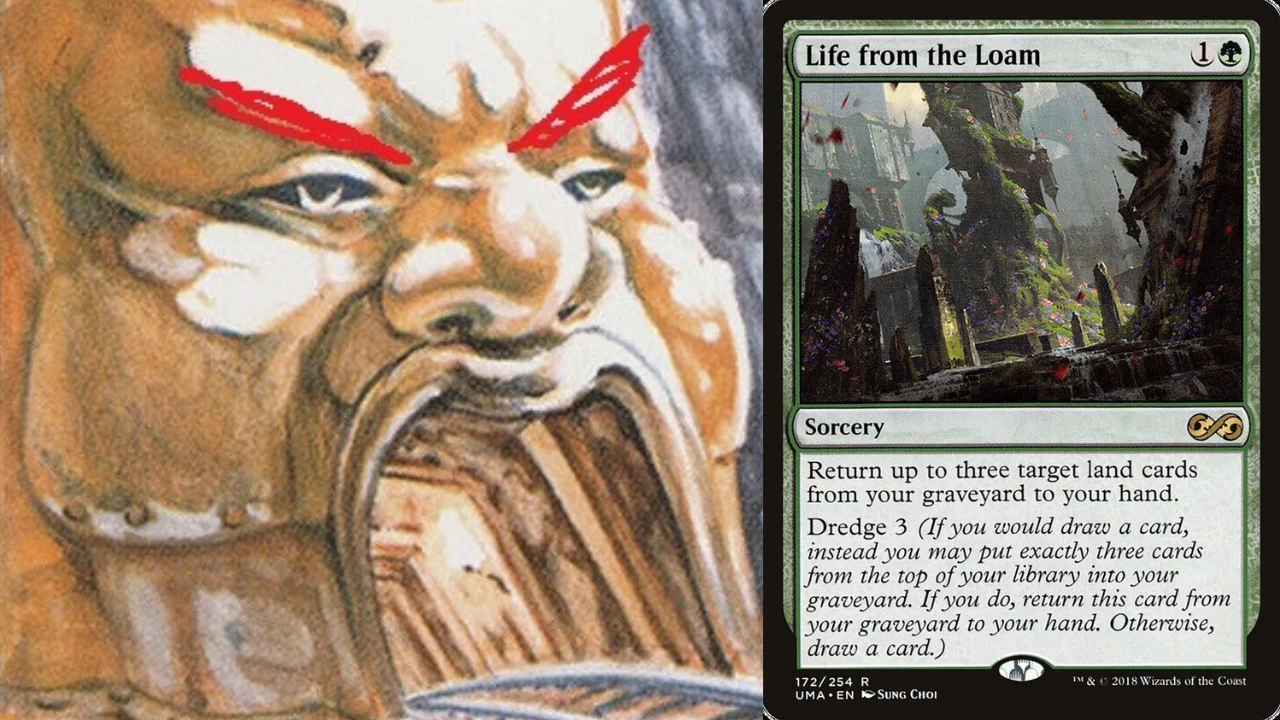 Life from the Loam 1
Sorcery
Return up to three target land cards
from your graveyard to your hand.
Dredge 3 (If you would draw a card,
instead you may put exactly three cards
from the top of your library into your
graveyard. If you do, return this card from
your graveyard to your hand. Otherwise,
draw a card.)
172/254 R
UMA • EN SUNG CHOI
™ & © 2018 Wizards of the Coast